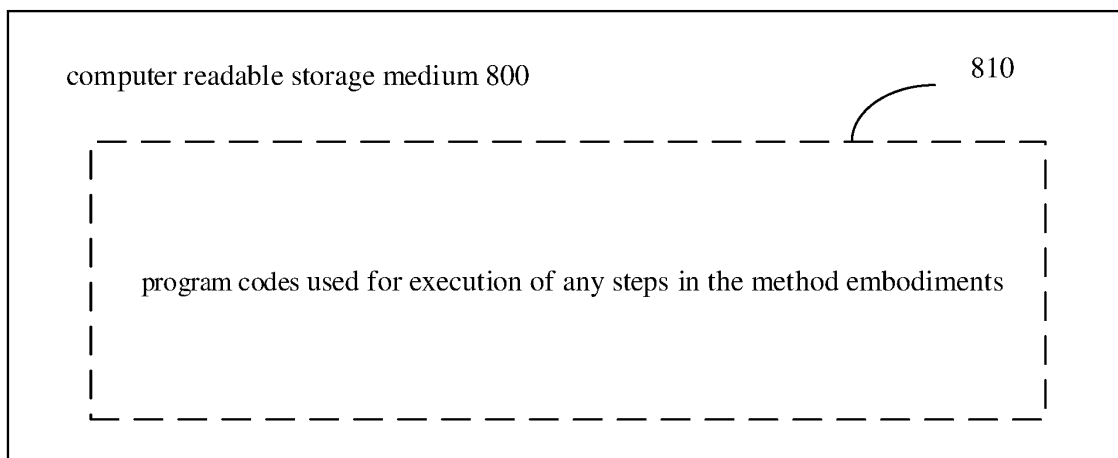 computer readable storage medium 800
810
program codes used for execution of any steps in the method embodiments